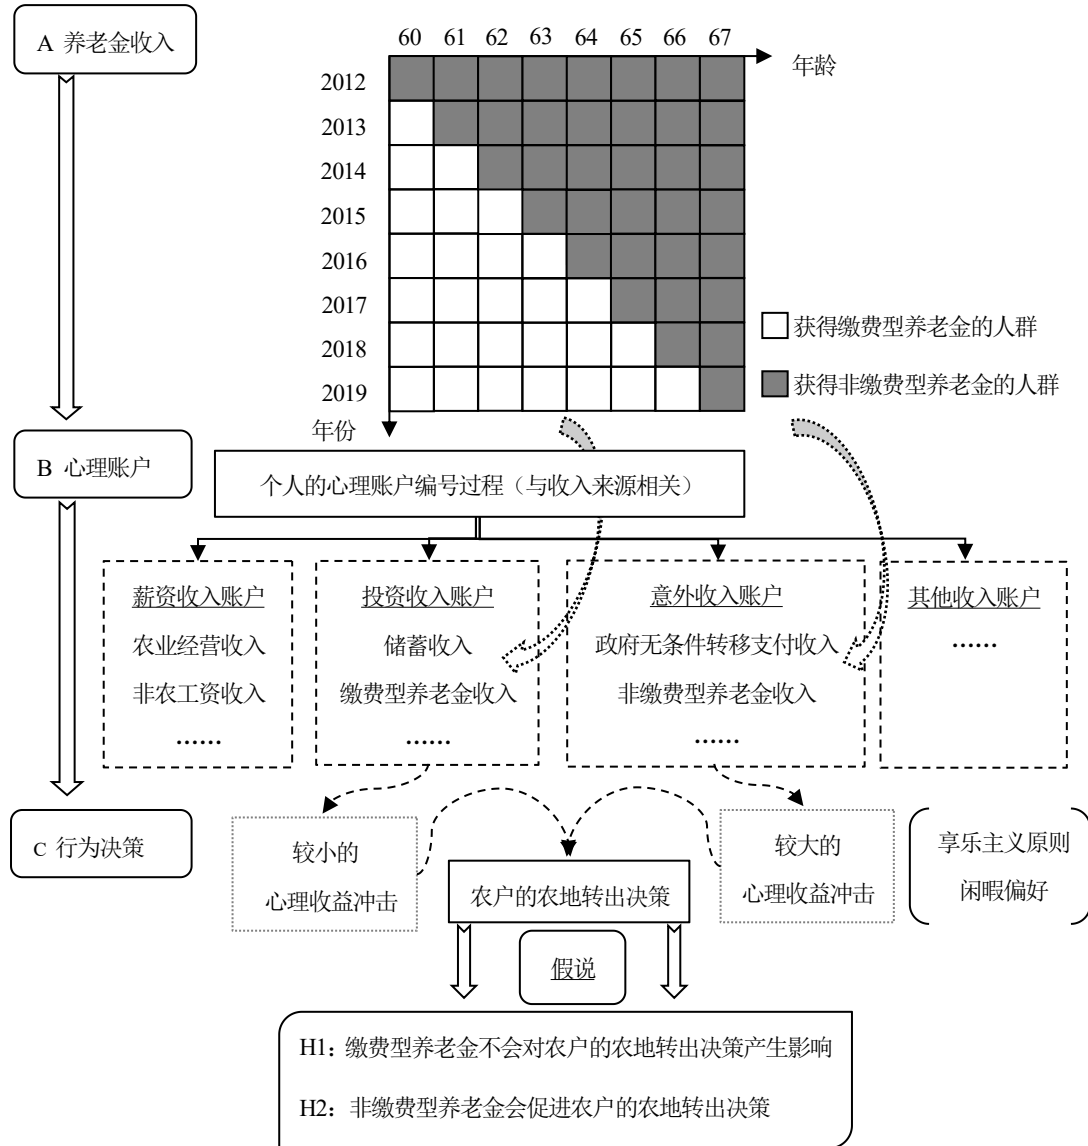 A 养老金收入
60 61 62 63 64 65 66 67
年龄
2012
2013
2014
2015
2016
2017
2018
2019
年份
获得缴费型养老金的人群
获得非缴费型养老金的人群
B 心理账户
个人的心理账户编号过程（与收入来源相关）
薪资收入账户
农业经营收入
非农工资收入
……
投资收入账户
储蓄收入
缴费型养老金收入
……
意外收入账户
政府无条件转移支付收入
非缴费型养老金收入
……
其他收入账户
……
C 行为决策
较小的
心理收益冲击
农户的农地转出决策
较大的
心理收益冲击
享乐主义原则
闲暇偏好
假说
H1：缴费型养老金不会对农户的农地转出决策产生影响
H2：非缴费型养老金会促进农户的农地转出决策